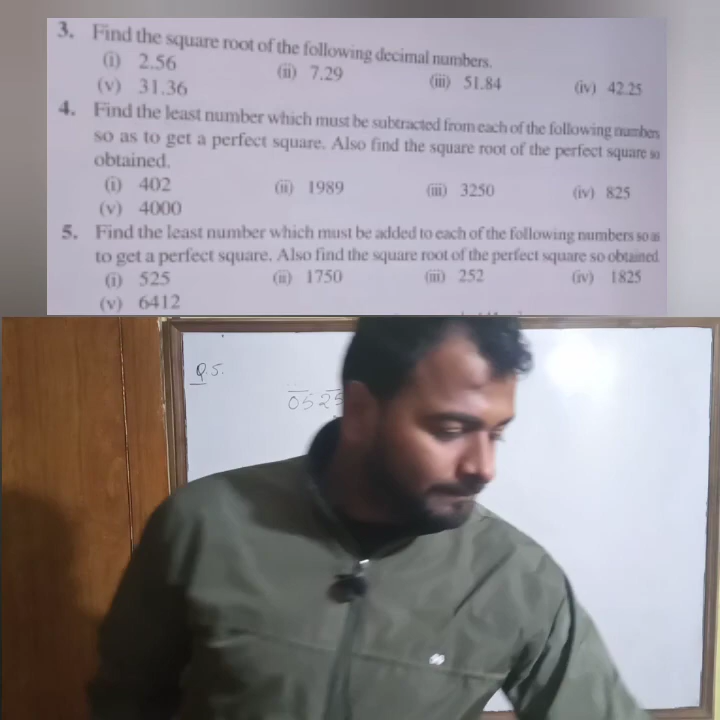 3. Find the square root of the following decimal numbers.
(i) 2.56 (ii) 7.29 (iii) 51.84 (iv) 42.25
(v) 31.36
4. Find the least number which must be subtracted from each of the following numbers
so as to get a perfect square. Also find the square root of the perfect square so
obtained.
(i) 402 (ii) 1989 (iii) 3250 (iv) 825
(v) 4000
5. Find the least number which must be added to each of the following numbers so as
to get a perfect square. Also find the square root of the perfect square so obtained
(i) 525 (ii) 1750 (iii) 252 (iv) 1825
(v) 6412
Q.5.
0525